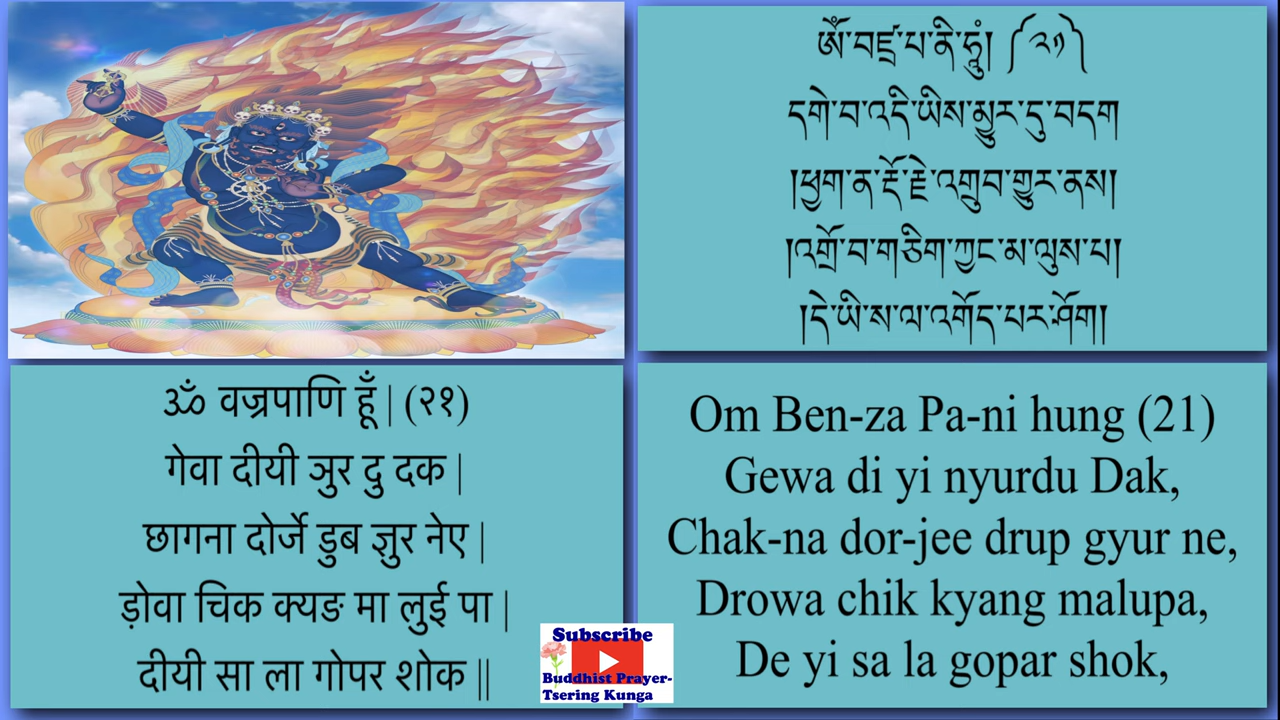 ༀ་བཛྲ་པ་ནི་ཧཱུྃ། ༼༢༡༽
དགེ་བ་འདི་ཡིས་མྱུར་དུ་བདག
།ཕྱག་ན་རྡོ་རྗེ་འགྲུབ་གྱུར་ནས།
།འགྲོ་བ་གཅིག་ཀྱང་མ་ལུས་པ།
།དེ་ཡི་ས་ལ་འགོད་པར་ཤོག།
ॐ वज्रपाणि हूँ | (२१)
गेवा दीयी ञुर दु दक |
छागना दोर्जे डुब ज्ञुर नेए |
ड़ोवा चिक क्यङ मा लुई पा |
दीयी सा ला गोपर शोक ||
Om Ben-za Pa-ni hung (21)
Gewa di yi nyurdu Dak,
Chak-na dor-jee drup gyur ne,
Drowa chik kyang malupa,
De yi sa la gopar shok,
Subscribe
Buddhist Prayer-
Tsering Kunga